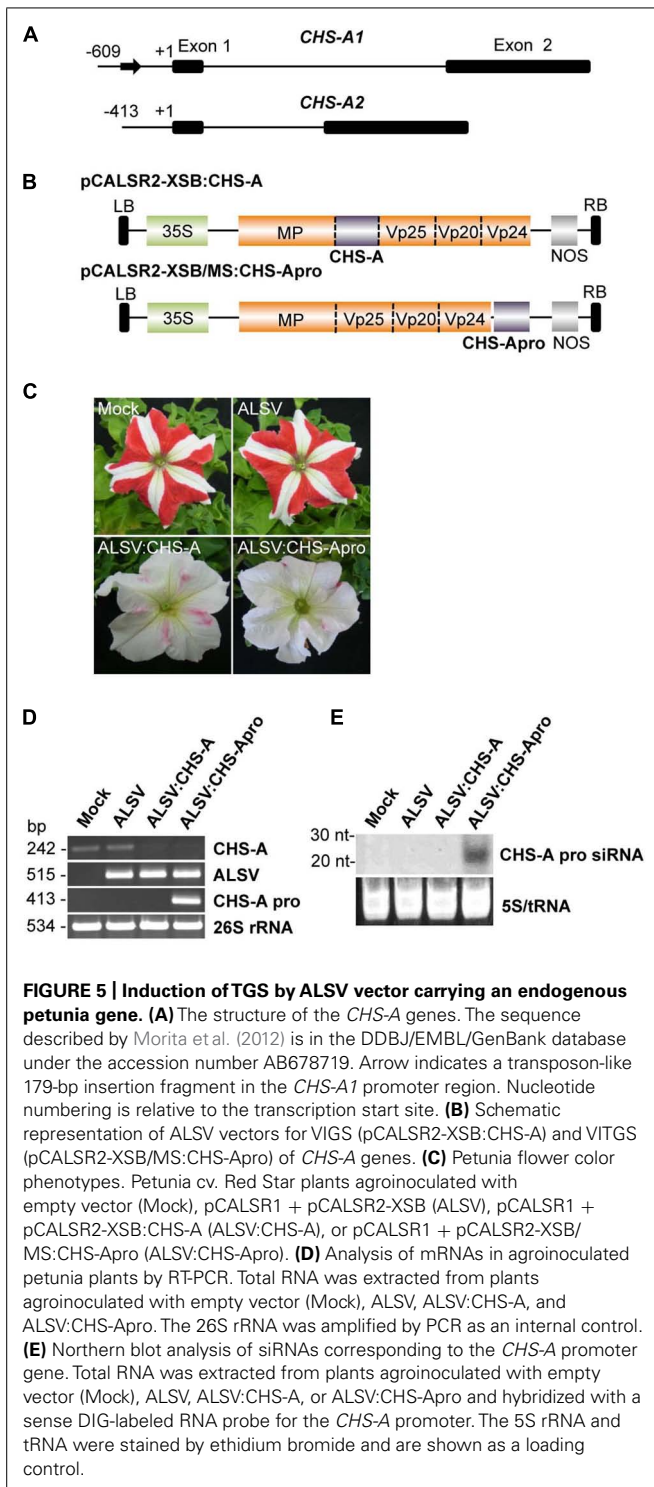 A
CHS-A1
-609 +1 Exon 1 Exon 2
CHS-A2
-413 +1
B
pCALSR2-XSB:CHS-A
LB RB
35S MP Vp25 Vp20 Vp24
CHS-A NOS
pCALSR2-XSB/MS:CHS-Apro
LB RB
35S MP Vp25 Vp20 Vp24
CHS-Apro NOS
C
Mock ALSV
ALSV:CHS-A ALSV:CHS-Apro
D
Mock ALSV ALSV:CHS-A ALSV:CHS-Apro
bp
242 CHS-A
515 ALSV
413 CHS-A pro
534 26S rRNA
E
Mock ALSV ALSV:CHS-A ALSV:CHS-Apro
30 nt-
20 nt- CHS-A pro siRNA
5S/tRNA
FIGURE 5 | Induction of TGS by ALSV vector carrying an endogenous
petunia gene. (A) The structure of the CHS-A genes. The sequence
described by Morita et al. (2012) is in the DDBJ/EMBL/GenBank database
under the accession number AB678719. Arrow indicates a transposon-like
179-bp insertion fragment in the CHS-A1 promoter region. Nucleotide
numbering is relative to the transcription start site. (B) Schematic
representation of ALSV vectors for VIGS (pCALSR2-XSB:CHS-A) and VITGS
(pCALSR2-XSB/MS:CHS-Apro) of CHS-A genes. (C) Petunia flower color
phenotypes. Petunia cv. Red Star plants agroinoculated with
empty vector (Mock), pCALSR1 + pCALSR2-XSB (ALSV), pCALSR1 +
pCALSR2-XSB:CHS-A (ALSV:CHS-A), or pCALSR1 + pCALSR2-XSB/
MS:CHS-Apro (ALSV:CHS-Apro). (D) Analysis of mRNAs in agroinoculated
petunia plants by RT-PCR. Total RNA was extracted from plants
agroinoculated with empty vector (Mock), ALSV, ALSV:CHS-A, and
ALSV:CHS-Apro. The 26S rRNA was amplified by PCR as an internal control.
(E) Northern blot analysis of siRNAs corresponding to the CHS-A promoter
gene. Total RNA was extracted from plants agroinoculated with empty
vector (Mock), ALSV, ALSV:CHS-A, or ALSV:CHS-Apro and hybridized with a
sense DIG-labeled RNA probe for the CHS-A promoter. The 5S rRNA and
tRNA were stained by ethidium bromide and are shown as a loading
control.